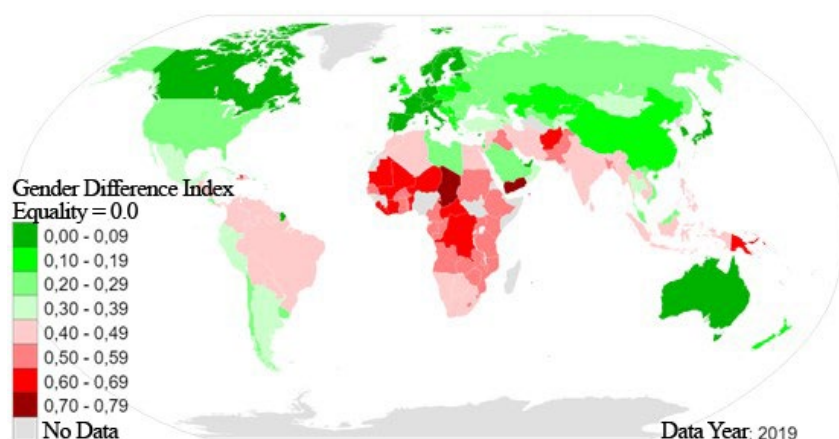 Gender Difference Index
Equality = 0.0
0,00 - 0,09
0,10 - 0,19
0,20 - 0,29
0,30 - 0,39
0,40 - 0,49
0,50 - 0,59
0,60 - 0,69
0,70 - 0,79
No Data
Data Year: 2019